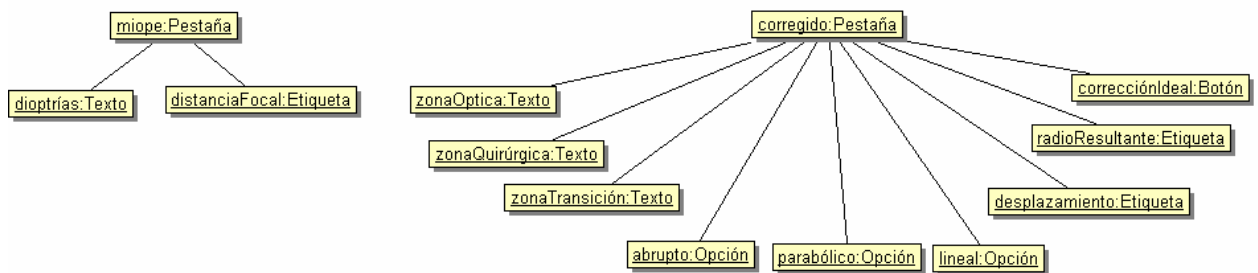 miope:Pestaña
dioptrías:Texto
distanciaFocal:Etiqueta
corregido:Pestaña
zonaOptica:Texto
zonaQuirúrgica:Texto
zonaTransición:Texto
abrupto:Opción
parabólico:Opción
lineal:Opción
desplazamiento:Etiqueta
radioResultante:Etiqueta
correcciónIdeal:Botón